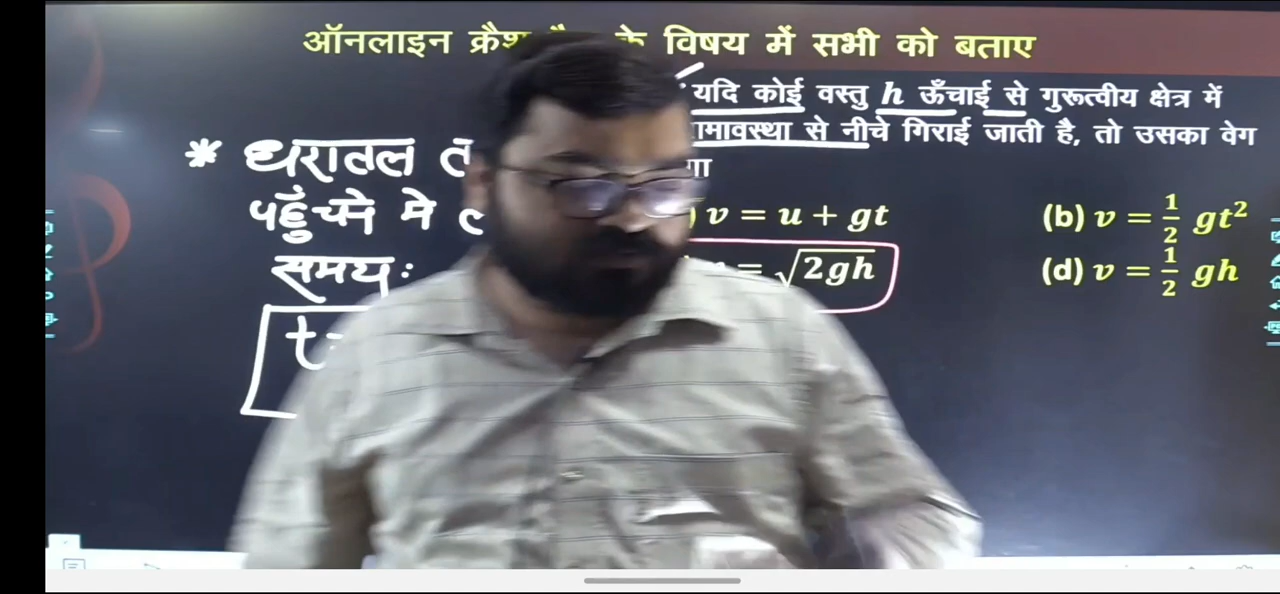 ऑनलाइन के विषय में सभी को बताए
यदि कोई वस्तु h ऊँचाई से गुरूत्वीय क्षेत्र में
से नीचे गिराई जाती है, तो उसका वेग
* धरातल
पहुँचने मे
समय:
v = u + gt
(b) v = 1/2 gt²
= √2gh
(d) v = 1/2 gh
t=